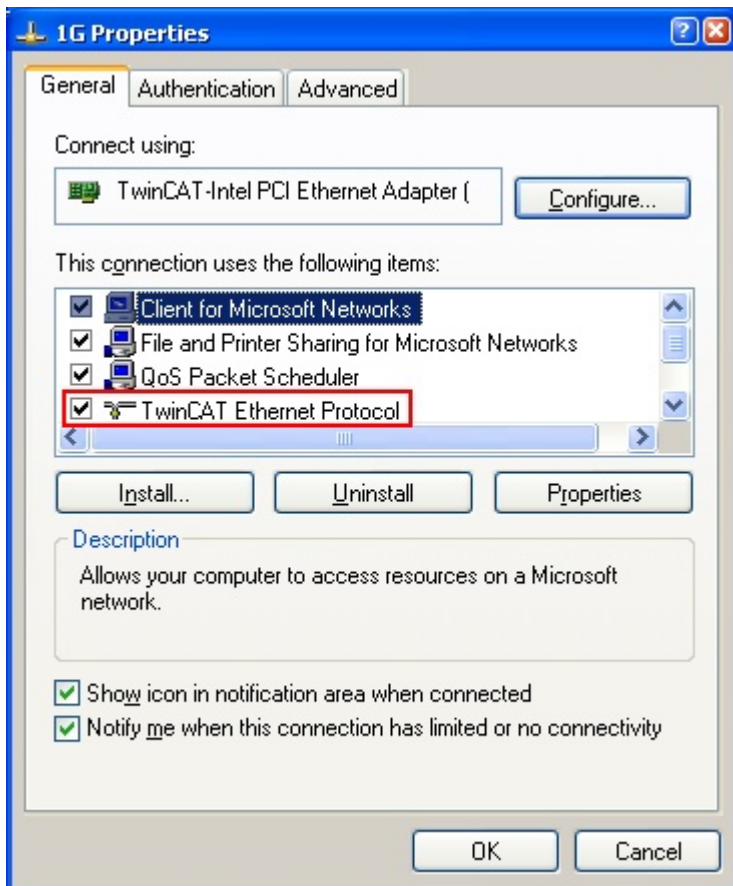 1G Properties
General
Authentication
Advanced
Connect using:
TwinCAT-Intel PCI Ethernet Adapter (
Configure...
This connection uses the following items:
Client for Microsoft Networks
File and Printer Sharing for Microsoft Networks
QoS Packet Scheduler
TwinCAT Ethernet Protocol
Install...
Uninstall
Properties
Description
Allows your computer to access resources on a Microsoft
network.
Show icon in notification area when connected
Notify me when this connection has limited or no connectivity
OK
Cancel